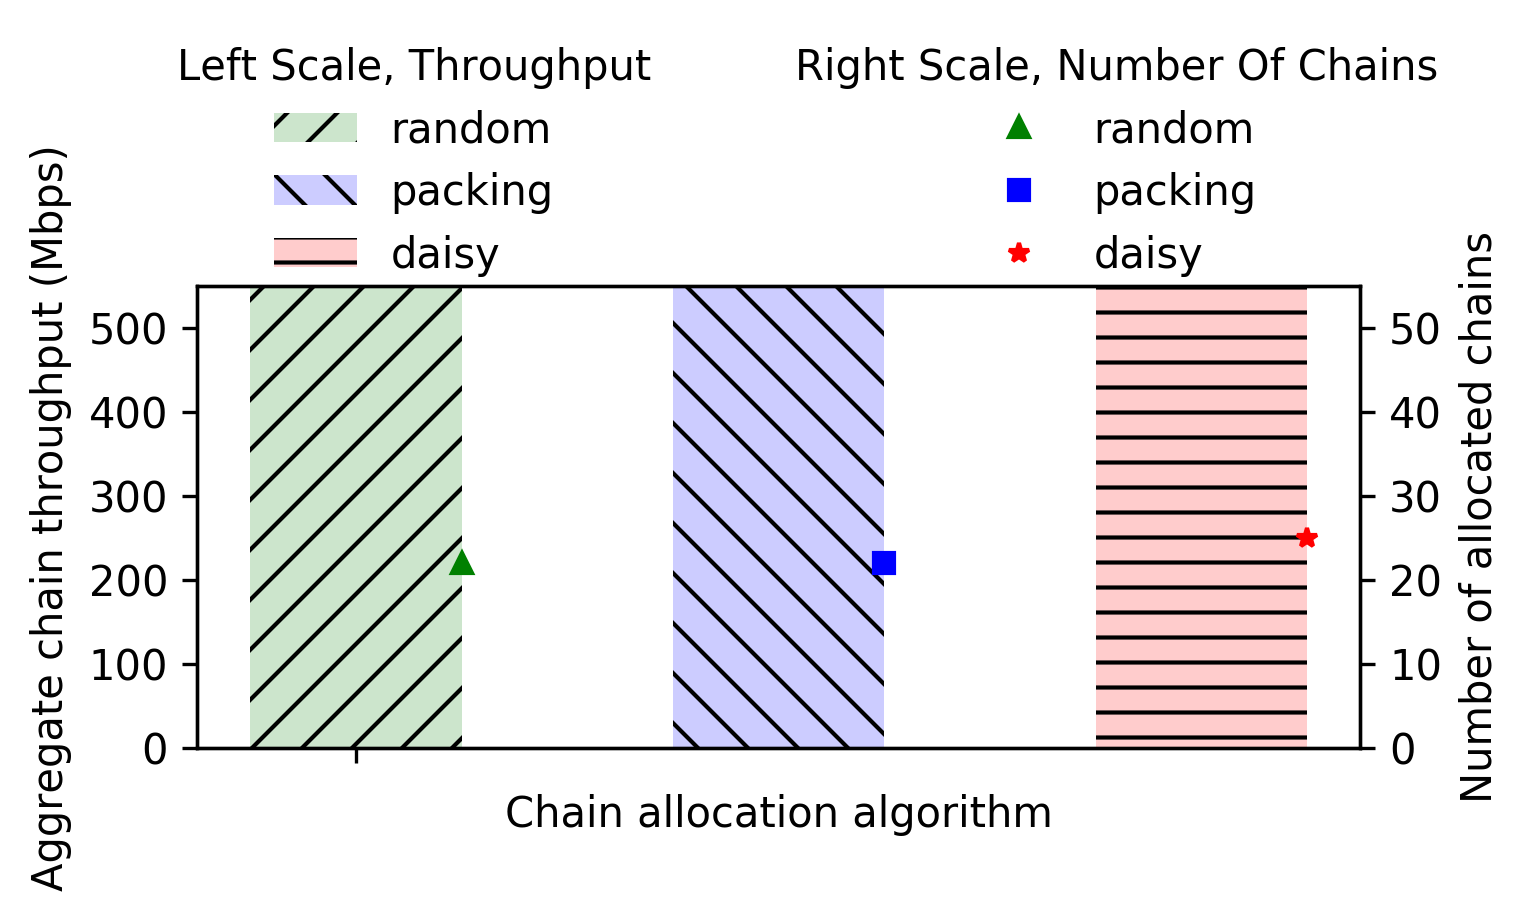 Left Scale, Throughput
random
packing
daisy
Right Scale, Number Of Chains
random
packing
daisy
Aggregate chain throughput (Mbps)
500
400
300
200
100
0
50
40
30
20
10
0
Number of allocated chains
Chain allocation algorithm